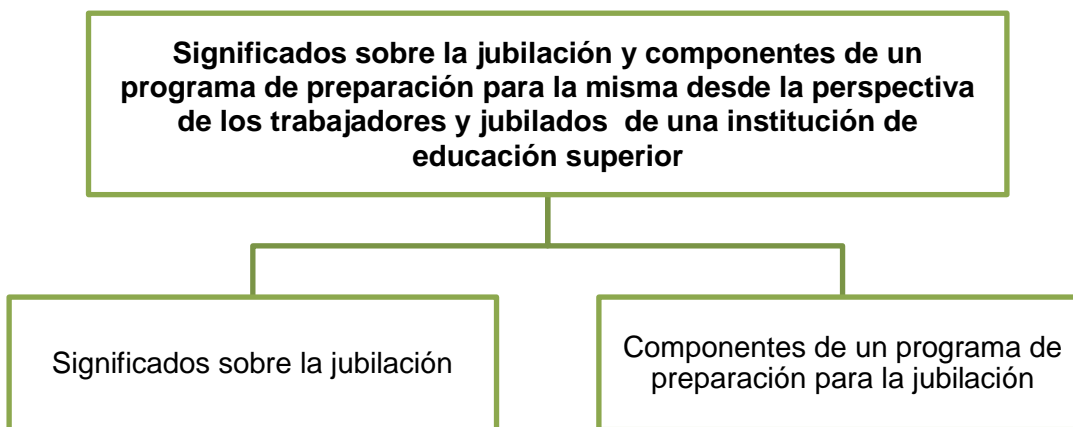 Significados sobre la jubilación y componentes de un
programa de preparación para la misma desde la perspectiva
de los trabajadores y jubilados de una institución de
educación superior
Significados sobre la jubilación
Componentes de un programa de
preparación para la jubilación